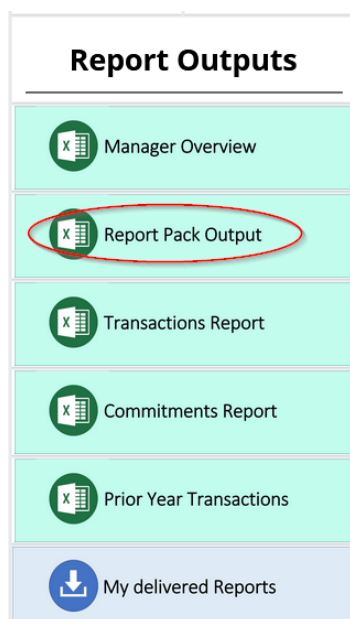 Report Outputs
Manager Overview
Report Pack Output
Transactions Report
Commitments Report
Prior Year Transactions
My delivered Reports